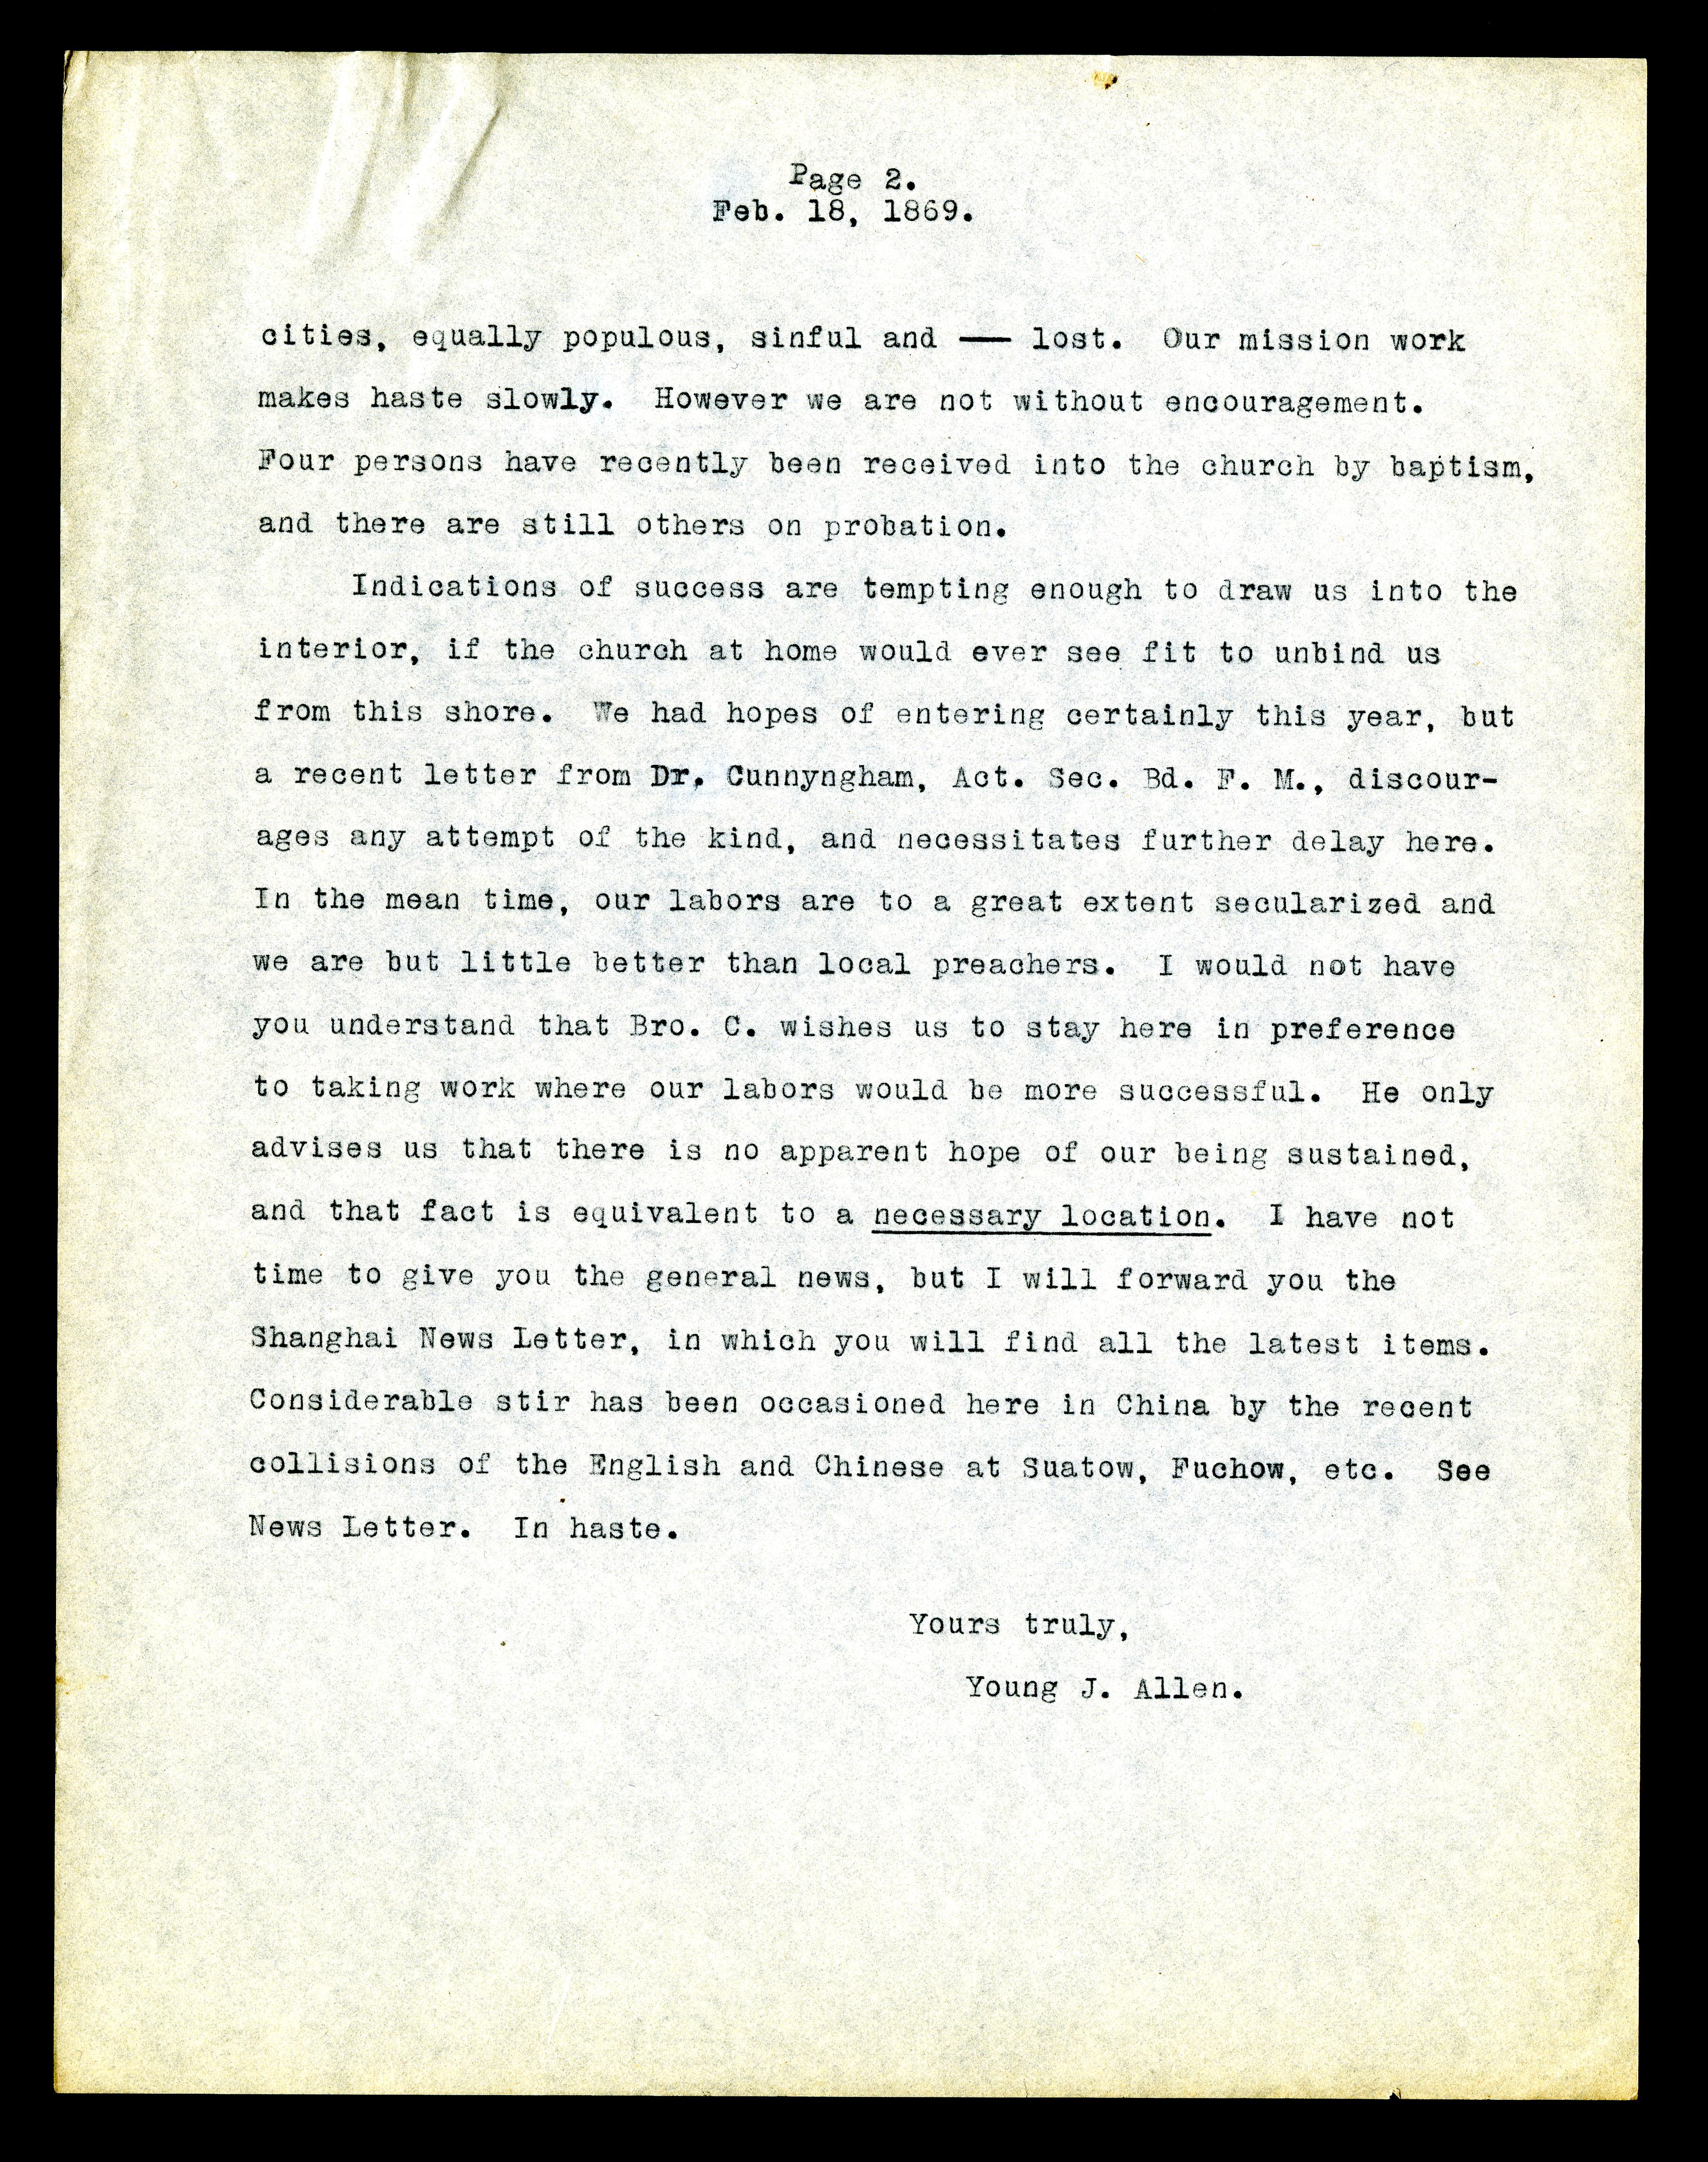 Page 2.
Feb. 18, 1869.
cities, equally populous, sinful and — lost. Our mission work
makes haste slowly. However we are not without encouragement.
Four persons have recently been received into the church by baptism,
and there are still others on probation.
Indications of success are tempting enough to draw us into the
interior, if the church at home would ever see fit to unbind us
from this shore. We had hopes of entering certainly this year, but
a recent letter from Dr. Cunnyngham, Act. Sec. Bd. F. M., discour-
ages any attempt of the kind, and necessitates further delay here.
In the mean time, our labors are to a great extent secularized and
we are but little better than local preachers. I would not have
you understand that Bro. C. wishes us to stay here in preference
to taking work where our labors would be more successful. He only
advises us that there is no apparent hope of our being sustained,
and that fact is equivalent to a necessary location. I have not
time to give you the general news, but I will forward you the
Shanghai News Letter, in which you will find all the latest items.
Considerable stir has been occasioned here in China by the recent
collisions of the English and Chinese at Suatow, Fuchow, etc. See
News Letter. In haste.
Yours truly,
Young J. Allen.